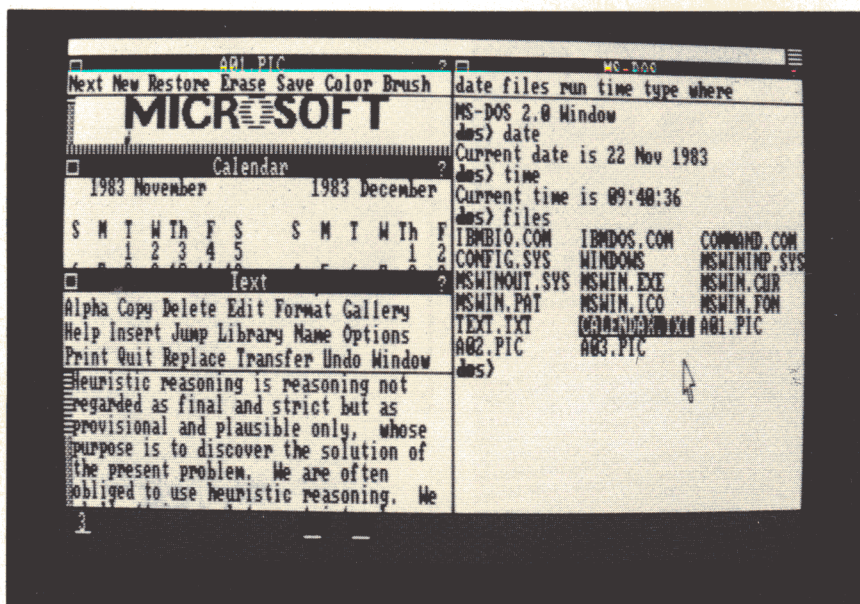 A01.PIC ?
Next New Restore Erase Save Color Brush
MICROSOFT
Calendar ?
1983 November 1983 December
S M T W Th F S S M T W Th F
1 2 3 4 5 1 2
Text ?
Alpha Copy Delete Edit Format Gallery
Help Insert Jump Library Name Options
Print Quit Replace Transfer Undo Window
Heuristic reasoning is reasoning not
regarded as final and strict but as
provisional and plausible only, whose
purpose is to discover the solution of
the present problem. We are often
obliged to use heuristic reasoning. We
3
MS-DOS
date files run time type where
MS-DOS 2.0 Window
dos> date
Current date is 22 Nov 1983
dos> time
Current time is 09:40:36
dos> files
IBMBIO.COM IBMDOS.COM COMMAND.COM
CONFIG.SYS WINDOWS MSWININP.SYS
MSWINOUT.SYS MSWIN.EXE MSWIN.CUR
MSWIN.PAT MSWIN.ICO MSWIN.FON
TEXT.TXT CALENDAR.TXT A01.PIC
A02.PIC A03.PIC
dos>